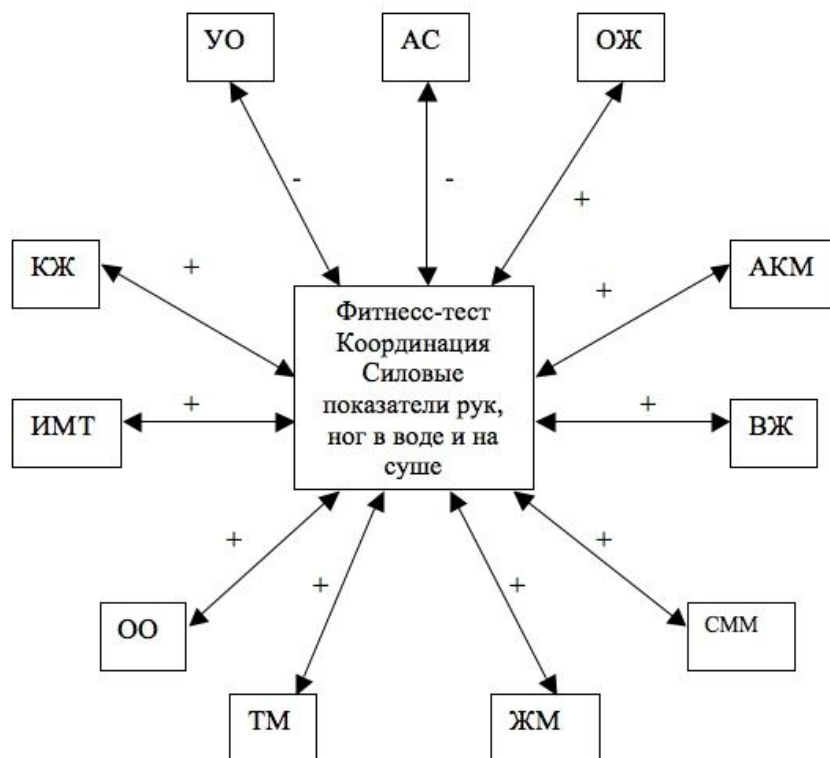 УО
АС
ОЖ
-
-
+
КЖ
+
+
АКМ
Фитнесс-тест
Координация
Силовые
показатели рук,
ног в воде и на
суше
ИМТ
+
+
ВЖ
+
+
+
+
ОО
СММ
ТМ
ЖМ